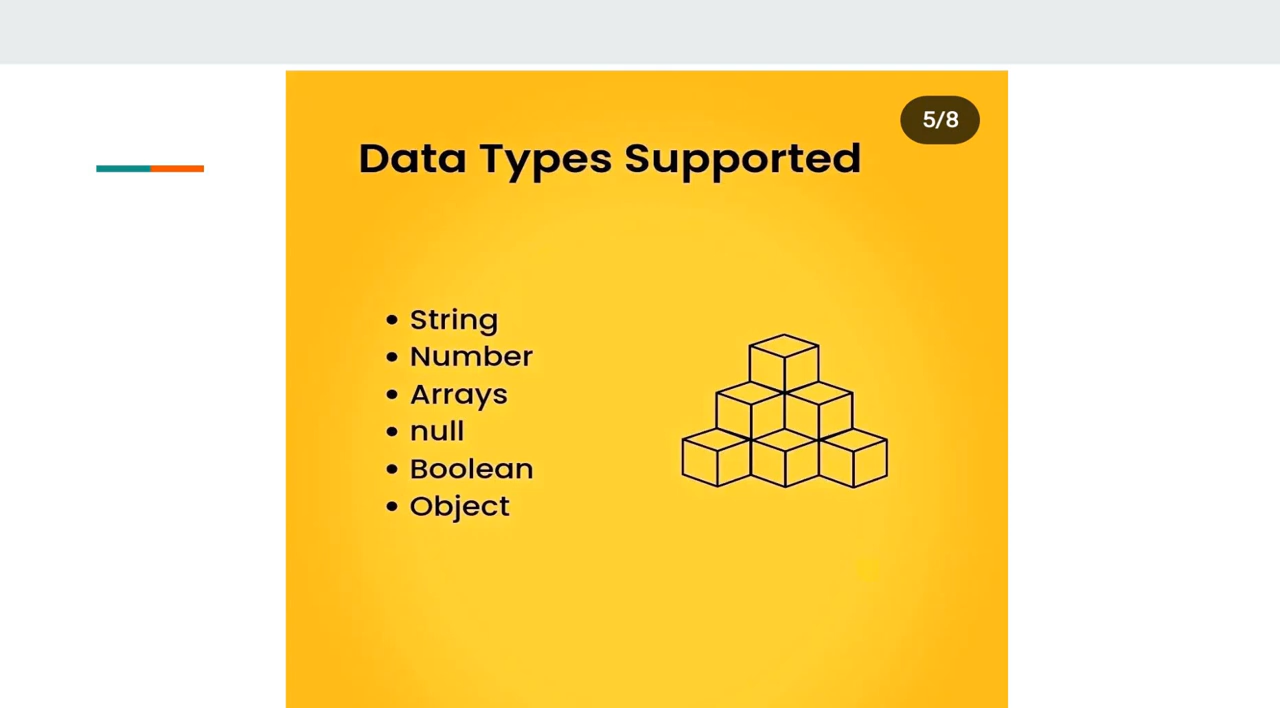 5/8
Data Types Supported
• String
• Number
• Arrays
• null
• Boolean
• Object